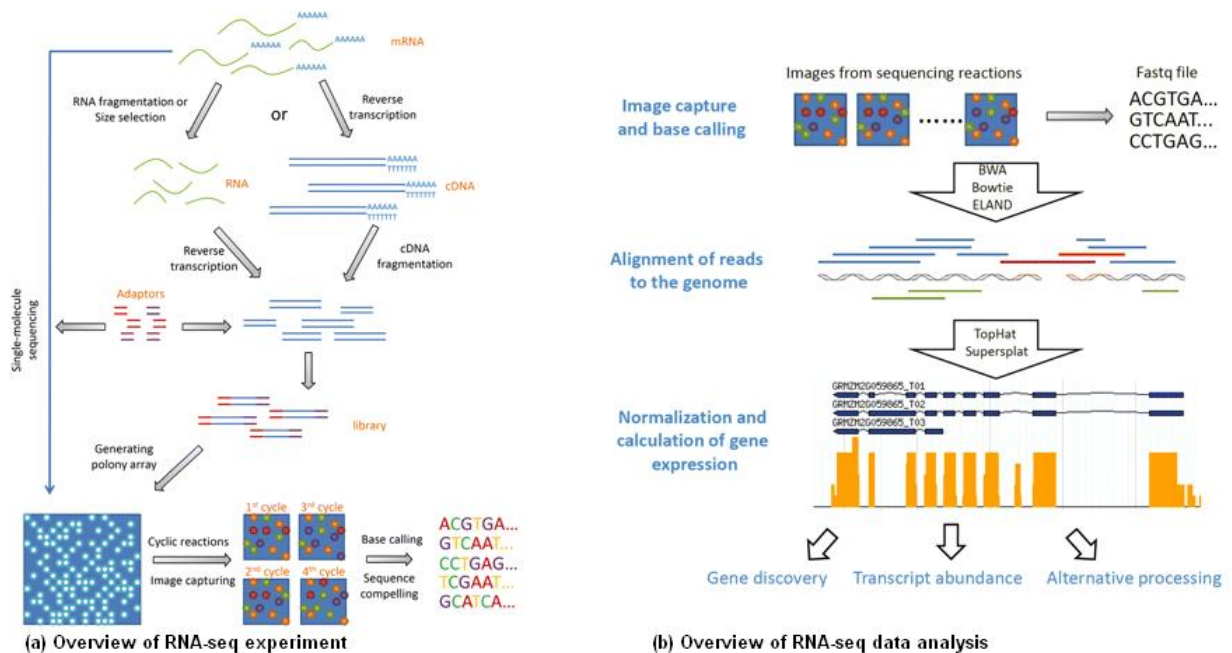 AAAAAA
AAAAAA
AAAAAA
AAAAAA
mRNA
RNA fragmentation or
Size selection
or
Reverse
transcription
RNA
AAAAAA
TTTTTTT
AAAAAA
TTTTTTT
AAAAAA
TTTTTTT
cDNA
Reverse
transcription
cDNA
fragmentation
Adaptors
Single-molecule
sequencing
library
Generating
polony array
1st cycle
3rd cycle
2nd cycle
4th cycle
Cyclic reactions
Image capturing
Base calling
Sequence
compelling
ACGTGA...
GTCAAT...
CCTGAG...
TCGAAT...
GCATCA...
(a) Overview of RNA-seq experiment
Images from sequencing reactions
Fastq file
Image capture
and base calling
......
ACGTGA...
GTCAAT...
CCTGAG...
BWA
Bowtie
ELAND
Alignment of reads
to the genome
TopHat
Supersplat
GRMZM2G059865_T01
GRMZM2G059865_T02
GRMZM2G059865_T03
Normalization and
calculation of gene
expression
Gene discovery
Transcript abundance
Alternative processing
(b) Overview of RNA-seq data analysis